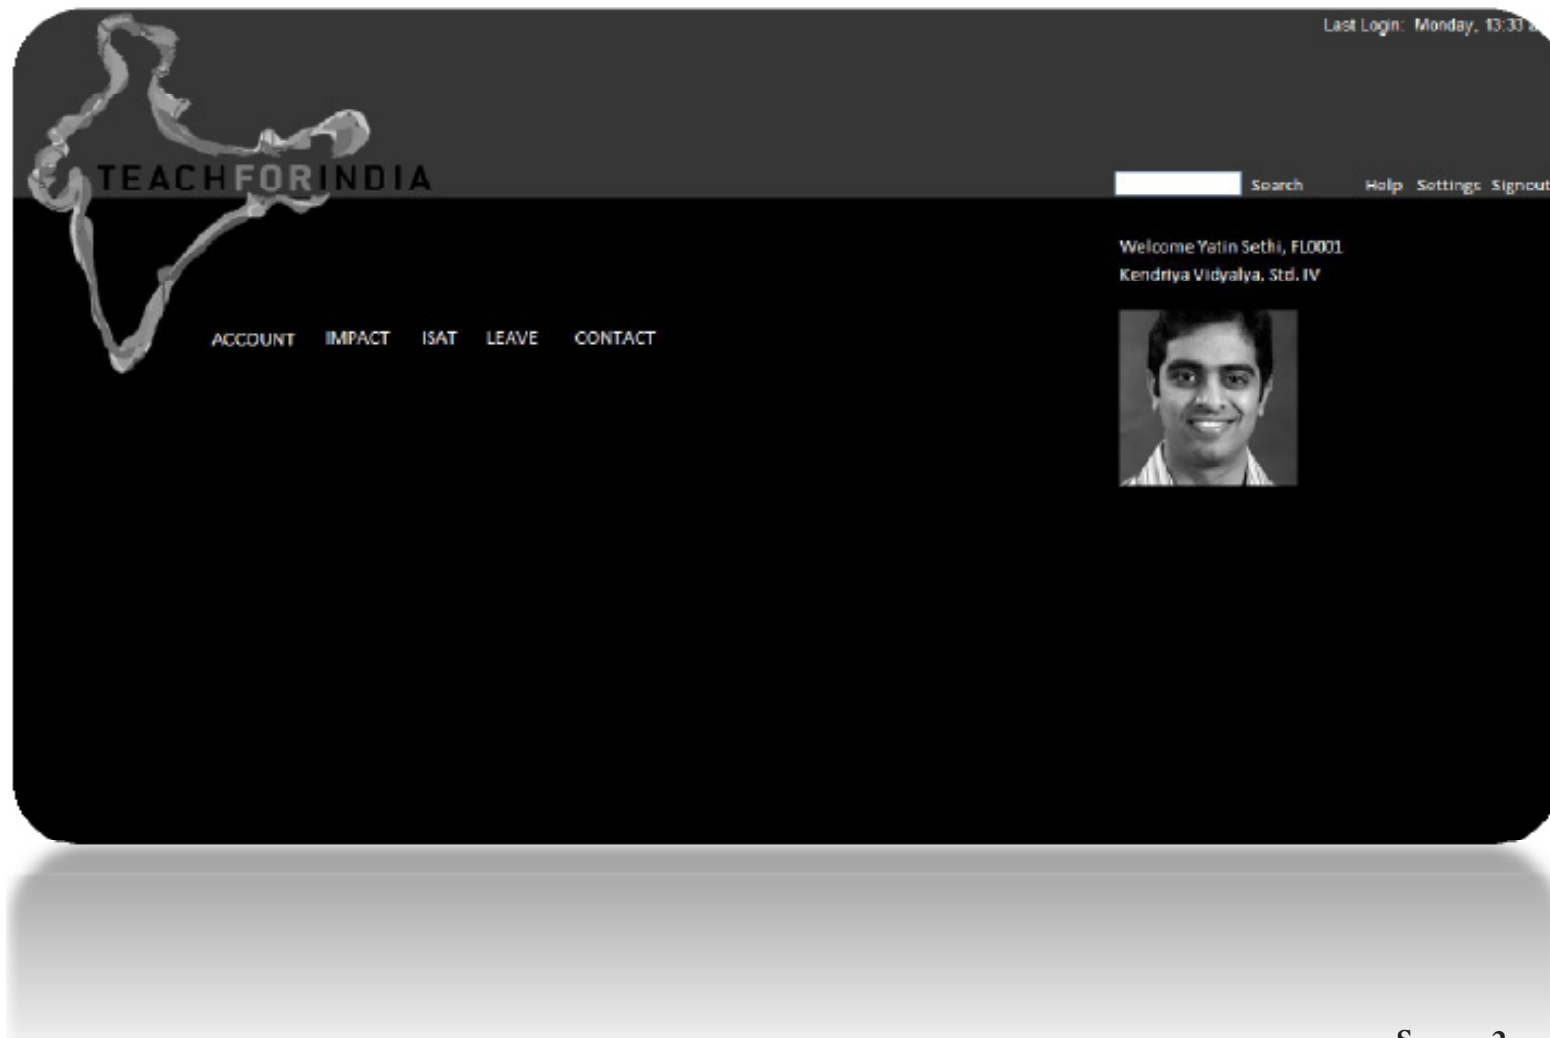 Last Login: Monday, 13:33
TEACHFORINDIA
Search Help Settings Signout
Welcome Yatin Sethi, FL0001
Kendriya Vidyalya, Std. IV
ACCOUNT IMPACT ISAT LEAVE CONTACT